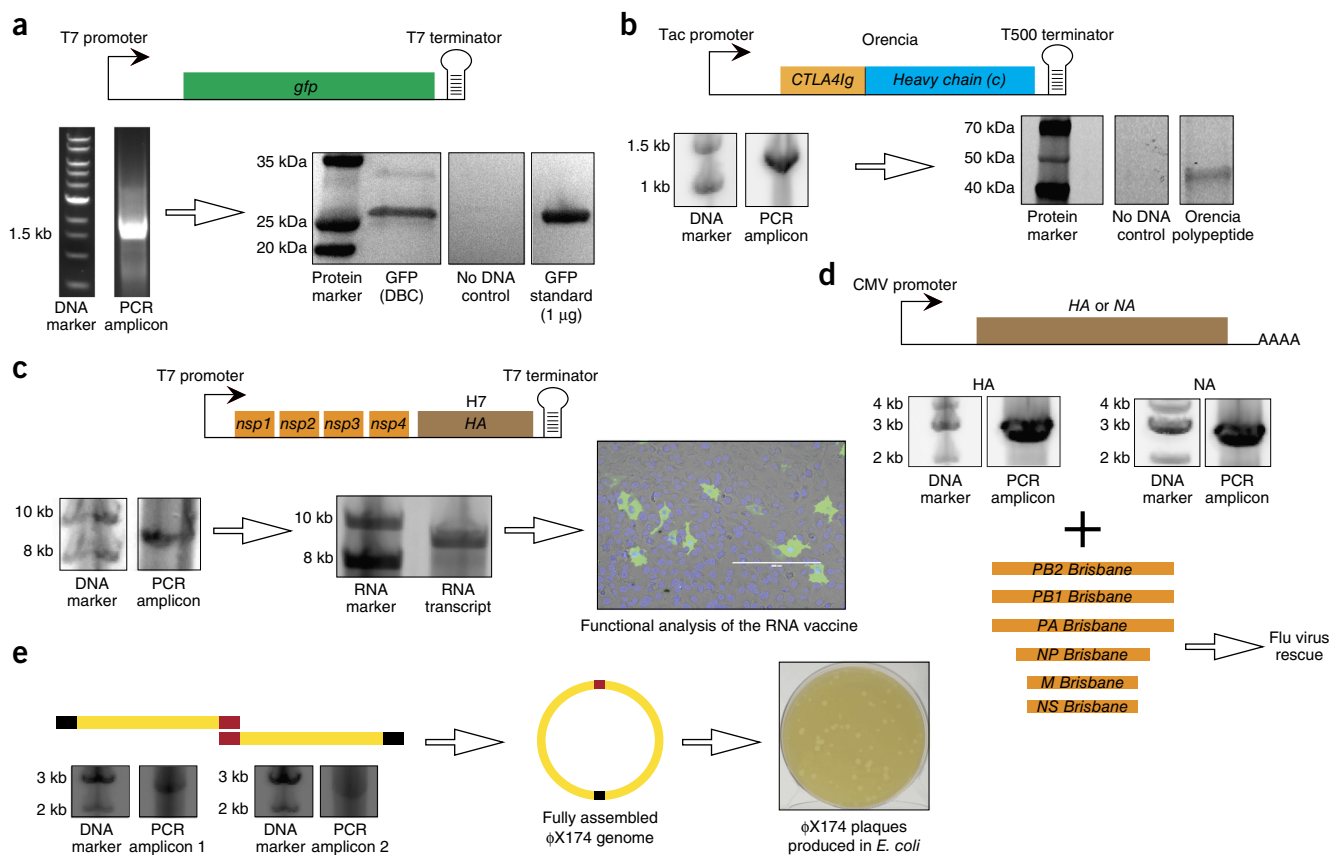 a
T7 promoter
T7 terminator
gfp
1.5 kb
DNA
marker
PCR
amplicon
35 kDa
25 kDa
20 kDa
Protein
marker
GFP
(DBC)
No DNA
control
GFP
standard
(1 μg)
b
Tac promoter
Orencia
T500 terminator
CTLA4Ig
Heavy chain (c)
1.5 kb
1 kb
DNA
marker
PCR
amplicon
70 kDa
50 kDa
40 kDa
Protein
marker
No DNA
control
Orencia
polypeptide
c
T7 promoter
T7 terminator
H7
nsp1
nsp2
nsp3
nsp4
HA
10 kb
8 kb
DNA
marker
PCR
amplicon
10 kb
8 kb
RNA
marker
RNA
transcript
Functional analysis of the RNA vaccine
d
CMV promoter
HA or NA
AAAA
HA
4 kb
3 kb
2 kb
DNA
marker
PCR
amplicon
NA
4 kb
3 kb
2 kb
DNA
marker
PCR
amplicon
+
PB2 Brisbane
PB1 Brisbane
PA Brisbane
NP Brisbane
M Brisbane
NS Brisbane
Flu virus
rescue
e
3 kb
2 kb
DNA
marker
PCR
amplicon 1
3 kb
2 kb
DNA
marker
PCR
amplicon 2
Fully assembled
ϕX174 genome
ϕX174 plaques
produced in E. coli